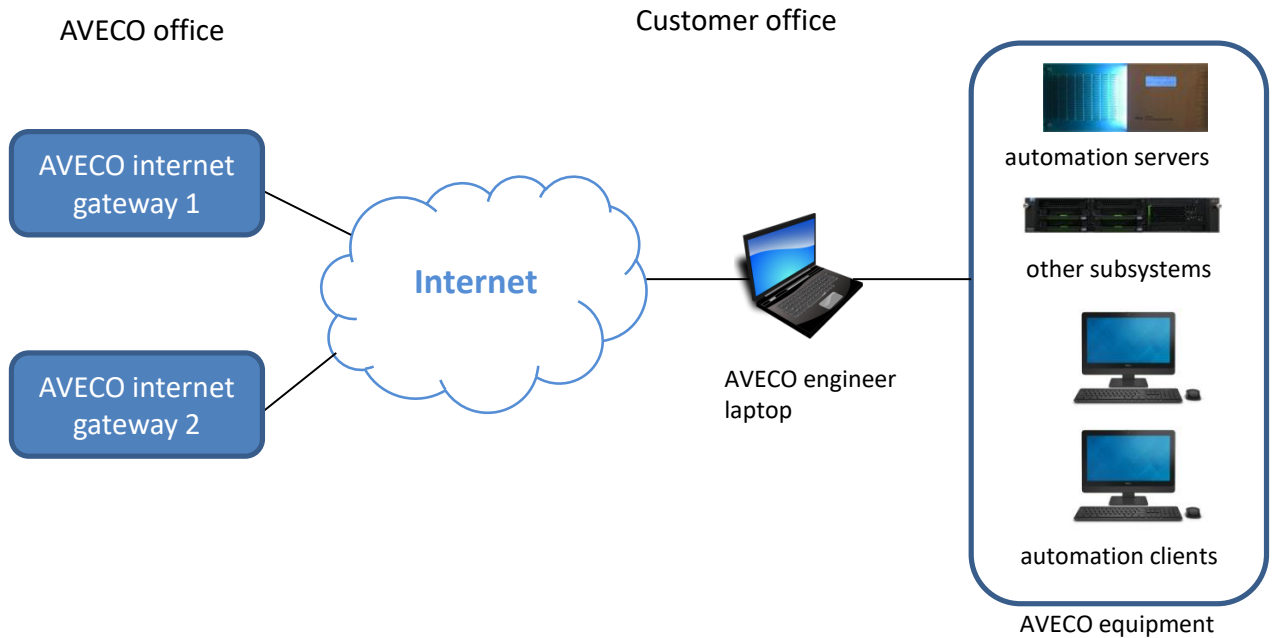 AVECO office
Customer office
AVECO internet
gateway 1
AVECO internet
gateway 2
Internet
AVECO engineer
laptop
automation servers
other subsystems
automation clients
AVECO equipment